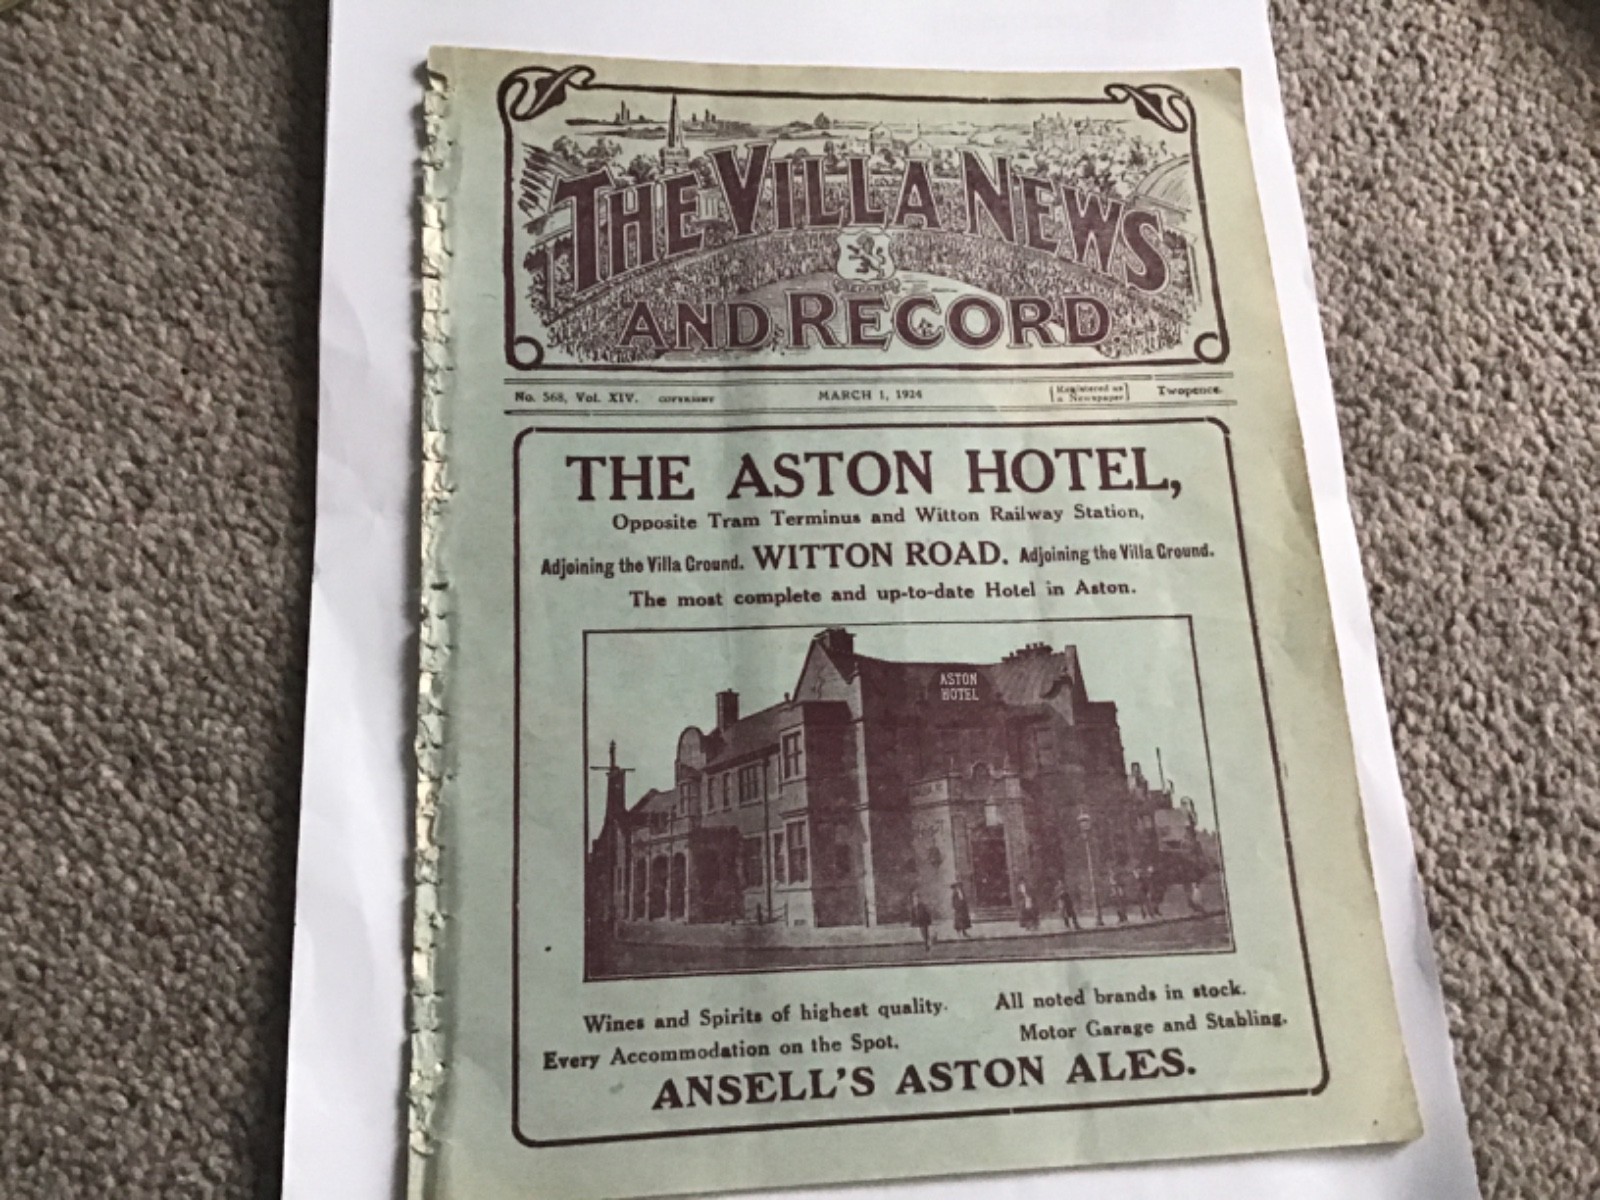 THE VILLA NEWS
PREPARED
AND RECORD
No. 568, Vol. XIV. COPYRIGHT MARCH 1, 1924 [Registered as a Newspaper] Twopence.
THE ASTON HOTEL,
Opposite Tram Terminus and Witton Railway Station,
Adjoining the Villa Ground. WITTON ROAD. Adjoining the Villa Ground.
The most complete and up-to-date Hotel in Aston.
ASTON
HOTEL
Wines and Spirits of highest quality. All noted brands in stock.
Every Accommodation on the Spot. Motor Garage and Stabling.
ANSELL'S ASTON ALES.